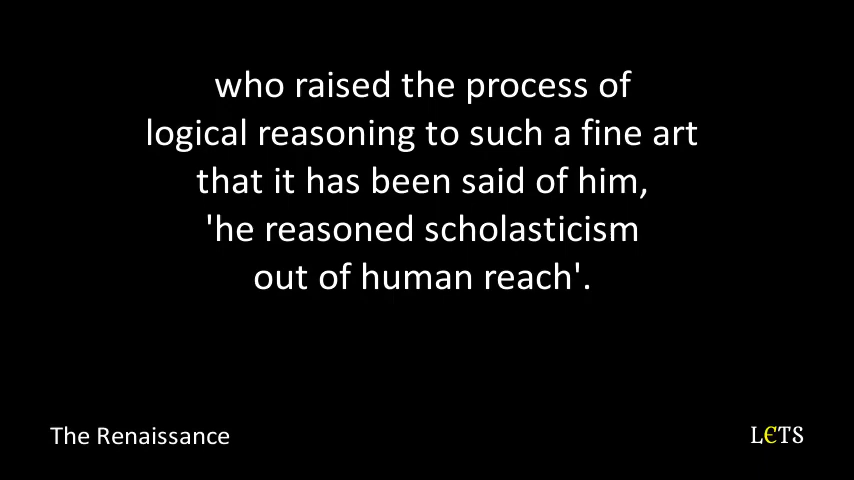 who raised the process of
logical reasoning to such a fine art
that it has been said of him,
'he reasoned scholasticism
out of human reach'.
The Renaissance
LЄTS